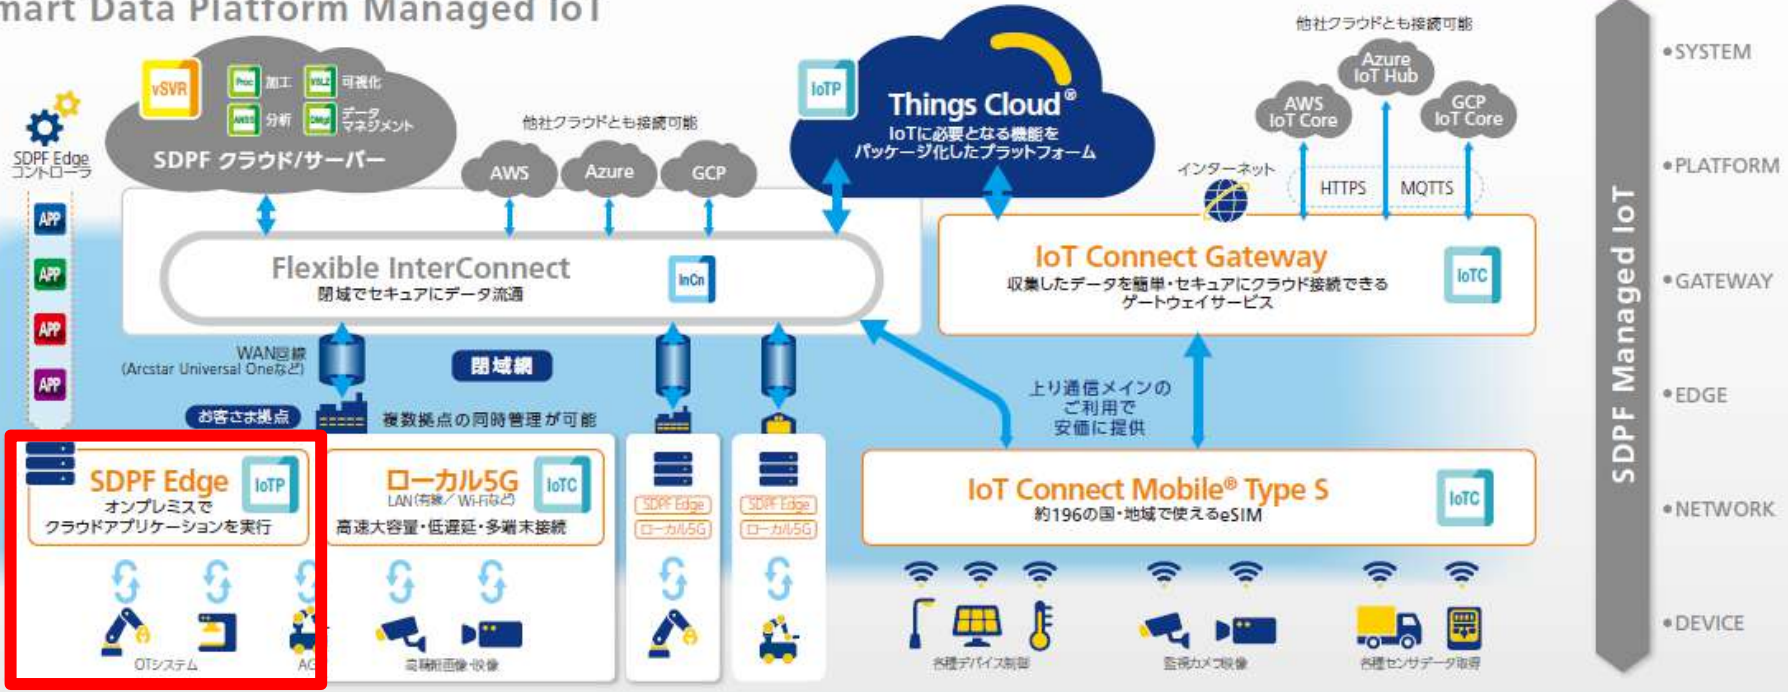 mart Data Platform Managed IoT
SDPF Edge
コントローラ
APP
APP
APP
APP
vSVR
Proc
加工
VSLZ
可視化
分析
DMgt
データ
マネジメント
SDPF クラウド/サーバー
他社クラウドとも接続可能
AWS
Azure
GCP
IoTP
Things Cloud®
IoTに必要となる機能を
パッケージ化したプラットフォーム
他社クラウドとも接続可能
Azure
IoT Hub
AWS
IoT Core
GCP
IoT Core
インターネット
HTTPS
MQTTS
Flexible InterConnect
閉域でセキュアにデータ流通
InCn
IoT Connect Gateway
収集したデータを簡単・セキュアにクラウド接続できる
ゲートウェイサービス
IoTC
WAN回線
(Arcstar Universal Oneなど)
閉域網
お客さま拠点
複数拠点の同時管理が可能
上り通信メインの
ご利用で
安価に提供
SDPF Edge
IoTP
オンプレミスで
クラウドアプリケーションを実行
ローカル5G
LAN(有線/Wi-Fiなど)
IoTC
高速大容量・低遅延・多端末接続
SDPF Edge
ローカル5G
SDPF Edge
ローカル5G
IoT Connect Mobile® Type S
約196の国・地域で使えるeSIM
IoTC
OTシステム
AG
高精細画像・映像
各種デバイス制御
監視カメラ映像
各種センサデータ取得
SDPF Managed IoT
•SYSTEM
•PLATFORM
•GATEWAY
•EDGE
•NETWORK
•DEVICE